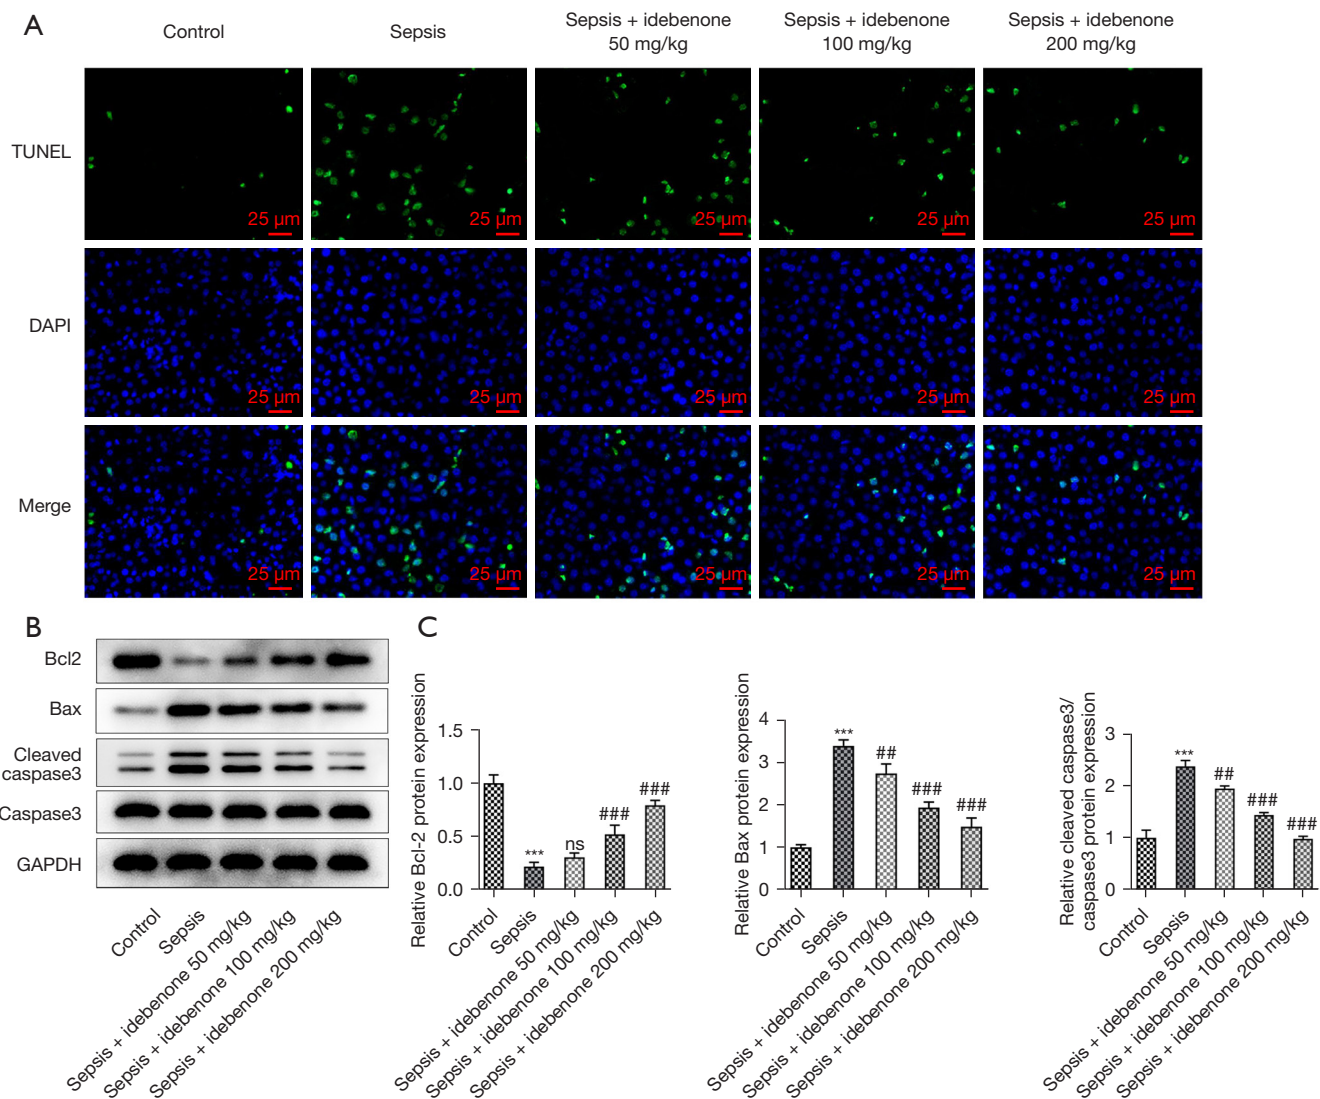 A
Control
Sepsis
Sepsis + idebenone
50 mg/kg
Sepsis + idebenone
100 mg/kg
Sepsis + idebenone
200 mg/kg
TUNEL
25 µm
25 µm
25 µm
25 µm
25 µm
DAPI
25 µm
25 µm
25 µm
25 µm
25 µm
Merge
25 µm
25 µm
25 µm
25 µm
25 µm
B
Bcl2
Bax
Cleaved
caspase3
Caspase3
GAPDH
Control
Sepsis
Sepsis + idebenone 50 mg/kg
Sepsis + idebenone 100 mg/kg
Sepsis + idebenone 200 mg/kg
C
Relative Bcl-2 protein expression
1.5
1.0
0.5
0.0
***
ns
###
###
Control
Sepsis
Sepsis + idebenone 50 mg/kg
Sepsis + idebenone 100 mg/kg
Sepsis + idebenone 200 mg/kg
Relative Bax protein expression
4
3
2
1
0
***
##
###
###
Control
Sepsis
Sepsis + idebenone 50 mg/kg
Sepsis + idebenone 100 mg/kg
Sepsis + idebenone 200 mg/kg
Relative cleaved caspase3/
caspase3 protein expression
3
2
1
0
***
##
###
###
Control
Sepsis
Sepsis + idebenone 50 mg/kg
Sepsis + idebenone 100 mg/kg
Sepsis + idebenone 200 mg/kg